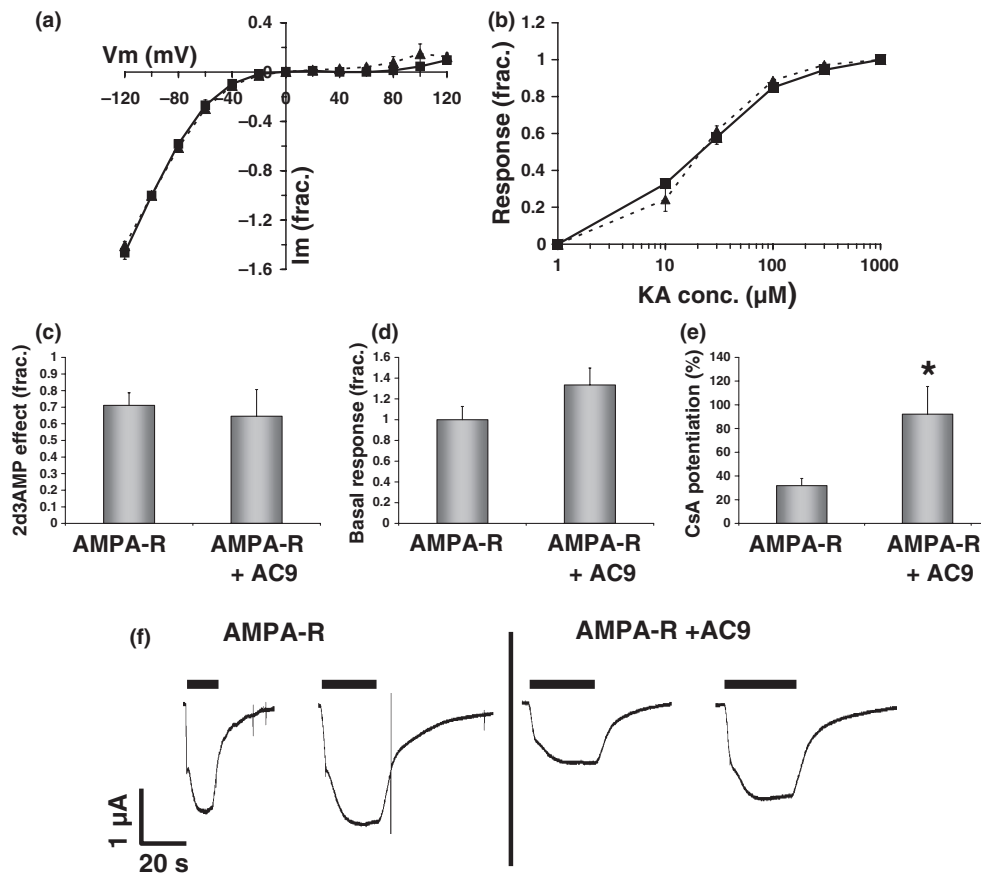 (a)
Vm (mV)
0.4
0
−0.4
−0.8
−1.2
−1.6
−120 −80 −40 0 40 80 120
Im (frac.)
(b)
Response (frac.)
1.2
1
0.8
0.6
0.4
0.2
0
1 10 100 1000
KA conc. (µM)
(c)
2d3AMP effect (frac.)
1
0.9
0.8
0.7
0.6
0.5
0.4
0.3
0.2
0.1
0
AMPA-R AMPA-R
+ AC9
(d)
Basal response (frac.)
1.6
1.4
1.2
1
0.8
0.6
0.4
0.2
0
AMPA-R AMPA-R
+ AC9
(e)
CsA potentiation (%)
140
120
100
80
60
40
20
0
*
AMPA-R AMPA-R
+ AC9
(f)
AMPA-R
AMPA-R +AC9
1 µA
20 s